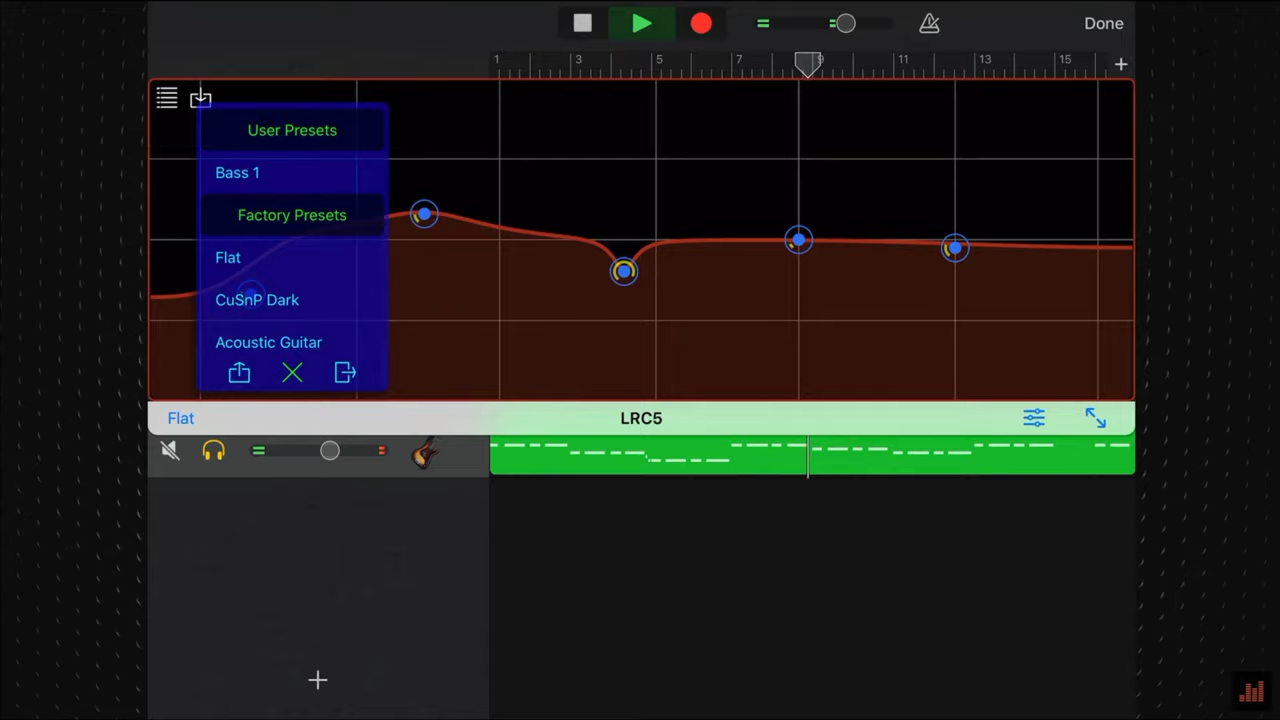 Done
1 3 5 7 9 11 13 15
User Presets
Bass 1
Factory Presets
Flat
CuSnP Dark
Acoustic Guitar
Flat LRC5